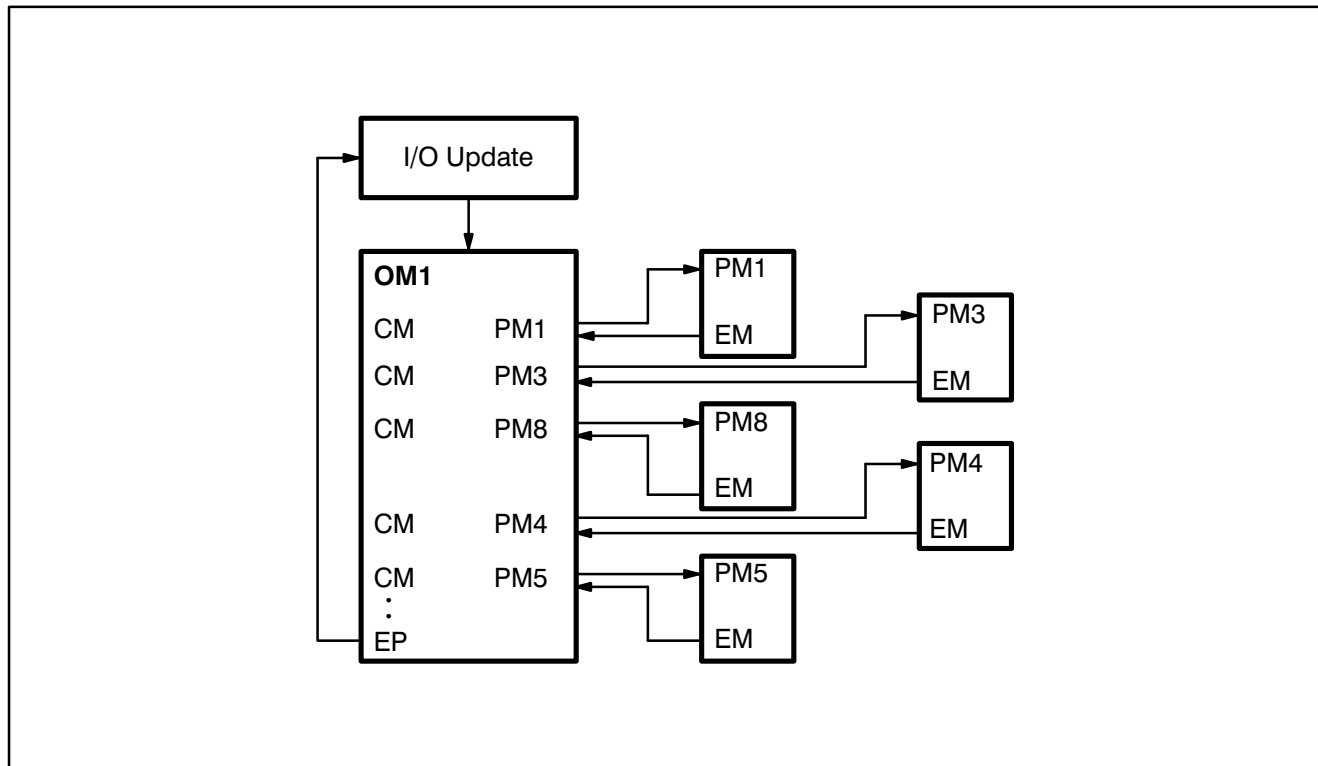 I/O Update
OM1
CM PM1
CM PM3
CM PM8
CM PM4
CM PM5
:
EP
PM1
EM
PM3
EM
PM8
EM
PM4
EM
PM5
EM